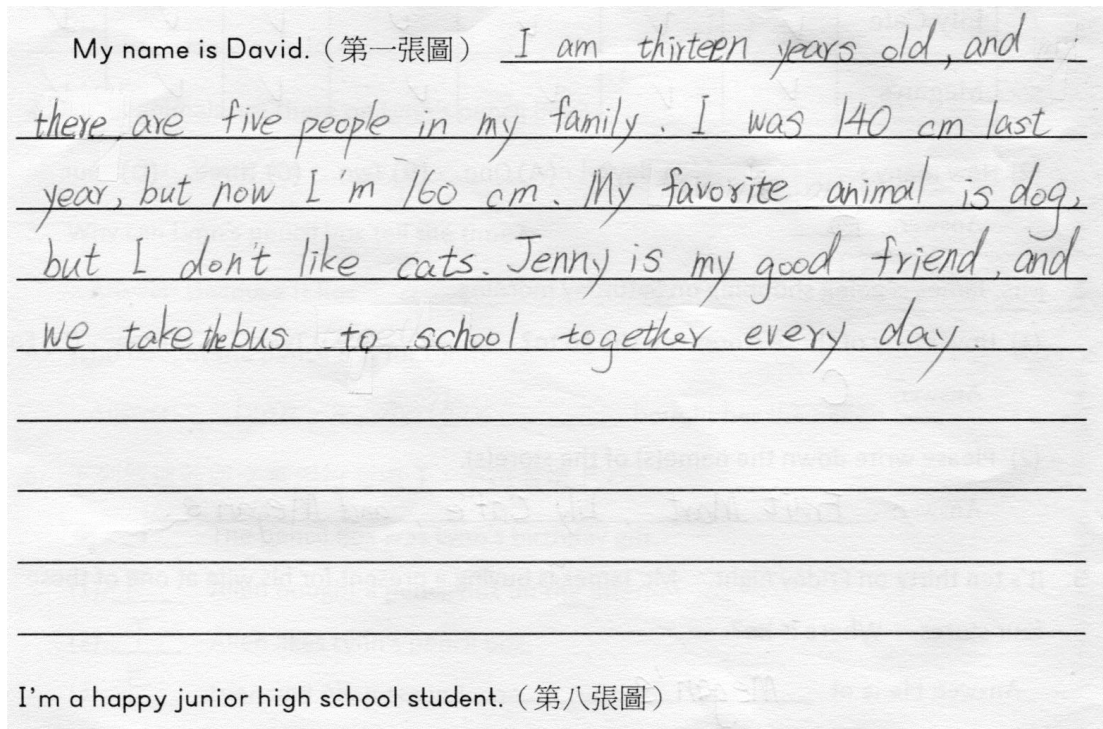 My name is David.（第一張圖） I am thirteen years old, and
there are five people in my family. I was 140 cm last
year, but now I m 160 cm. My favorite animal is dog,
but I don't like cats. Jenny is my good friend, and
we take the bus to school together every day.
I'm a happy junior high school student.（第八張圖）